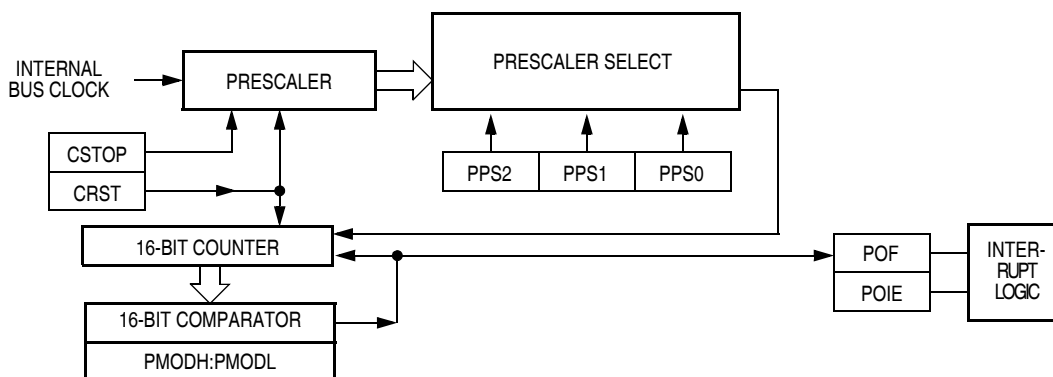 INTERNAL
BUS CLOCK
PRESCALER
PRESCALER SELECT
CSTOP
CRST
PPS2
PPS1
PPS0
16-BIT COUNTER
16-BIT COMPARATOR
PMODH:PMODL
POF
POIE
INTER-
RUPT
LOGIC